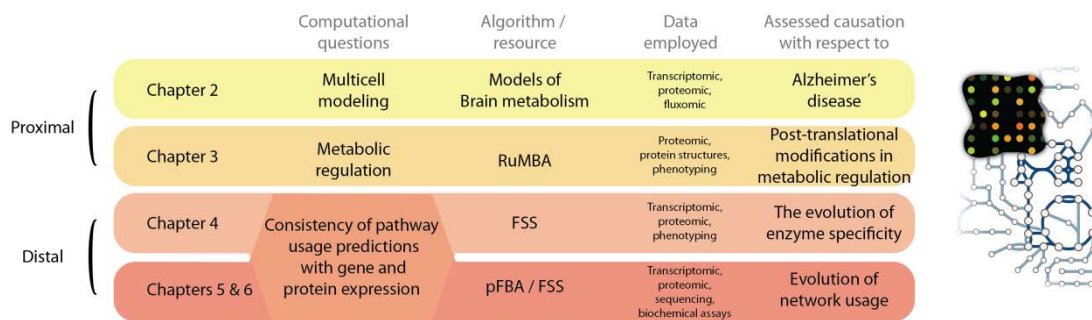 Computational
questions
Algorithm /
resource
Data
employed
Assessed causation
with respect to
Proximal
Chapter 2
Multicell
modeling
Models of
Brain metabolism
Transcriptomic,
proteomic,
fluxomic
Alzheimer's
disease
Chapter 3
Metabolic
regulation
RuMBA
Proteomic,
protein structures,
phenotyping
Post-translational
modifications in
metabolic regulation
Distal
Chapter 4
Consistency of pathway
usage predictions
with gene and
protein expression
FSS
Transcriptomic,
proteomic,
phenotyping
The evolution of
enzyme specificity
Chapters 5 & 6
pFBA / FSS
Transcriptomic,
proteomic,
sequencing,
biochemical assays
Evolution of
network usage